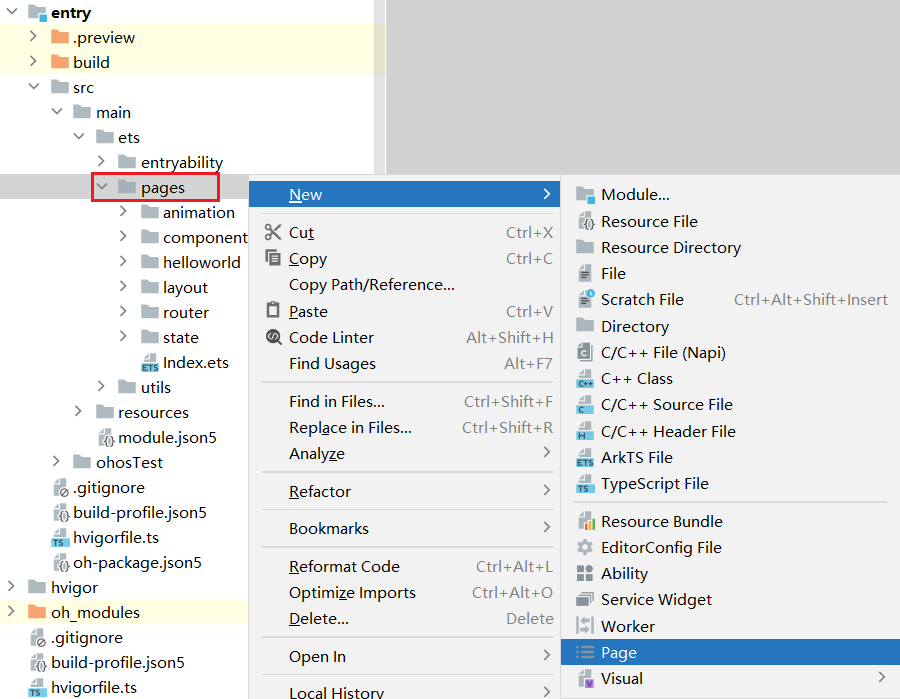 entry
.preview
build
src
main
ets
entryability
pages
animation
component
helloworld
layout
router
state
ETS Index.ets
utils
resources
module.json5
ohosTest
.gitignore
build-profile.json5
TS hvigorfile.ts
oh-package.json5
hvigor
oh_modules
.gitignore
build-profile.json5
TS hvigorfile.ts
New
Cut Ctrl+X
Copy Ctrl+C
Copy Path/Reference...
Paste Ctrl+V
Code Linter Alt+Shift+H
Find Usages Alt+F7
Find in Files... Ctrl+Shift+F
Replace in Files... Ctrl+Shift+R
Analyze
Refactor
Bookmarks
Reformat Code Ctrl+Alt+L
Optimize Imports Ctrl+Alt+O
Delete... Delete
Open In
Local History
Module...
Resource File
Resource Directory
File
Scratch File Ctrl+Alt+Shift+Insert
Directory
C C/C++ File (Napi)
C++ C++ Class
C C/C++ Source File
H C/C++ Header File
ETS ArkTS File
TS TypeScript File
Resource Bundle
EditorConfig File
Ability
Service Widget
Worker
Page
V Visual